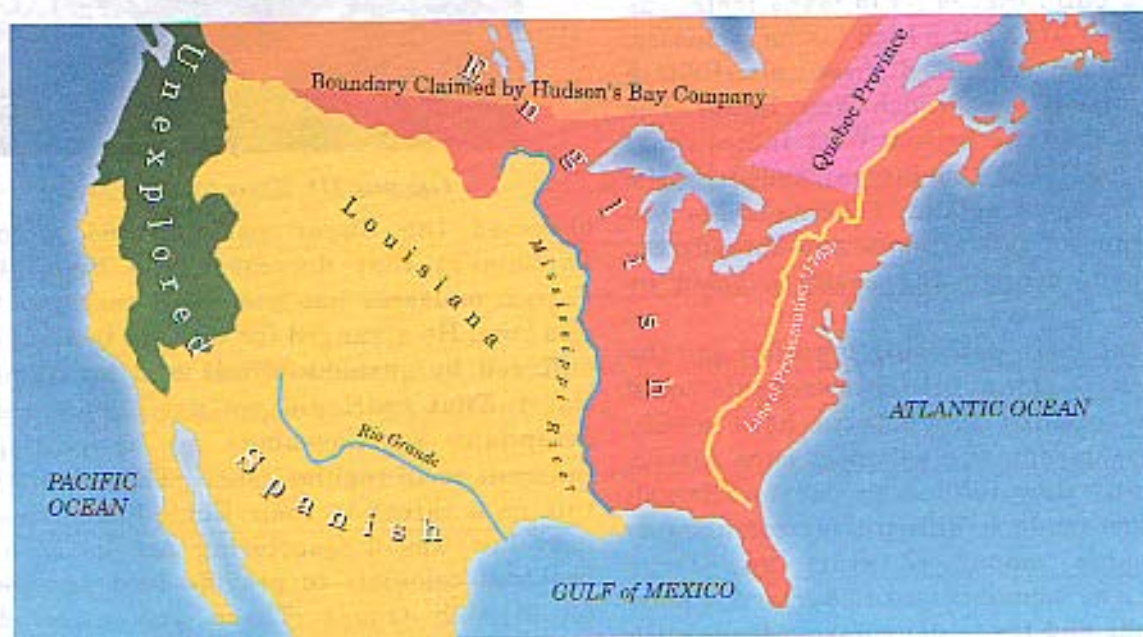 Unexplored
English
Boundary Claimed by Hudson's Bay Company
Quebec Province
Louisiana
Mississippi River
Line of Proclamation
Rio Grande
Spanish
PACIFIC
OCEAN
ATLANTIC OCEAN
GULF of MEXICO